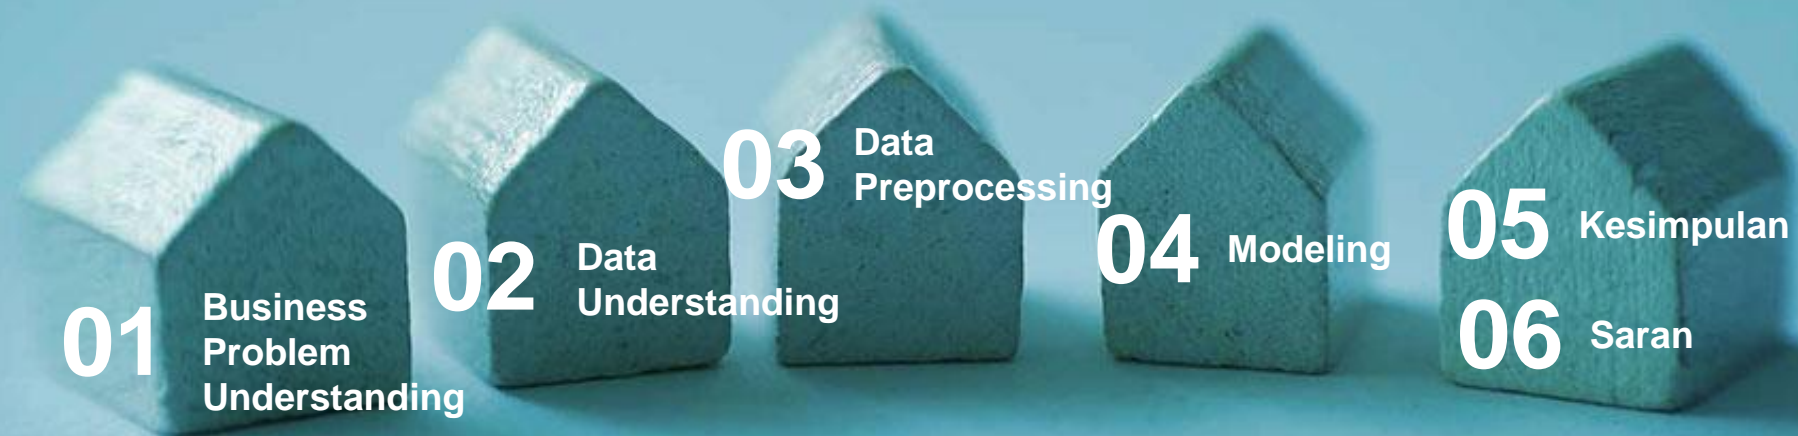 01
Business
Problem
Understanding
02
Data
Understanding
03
Data
Preprocessing
04
Modeling
05
Kesimpulan
06
Saran